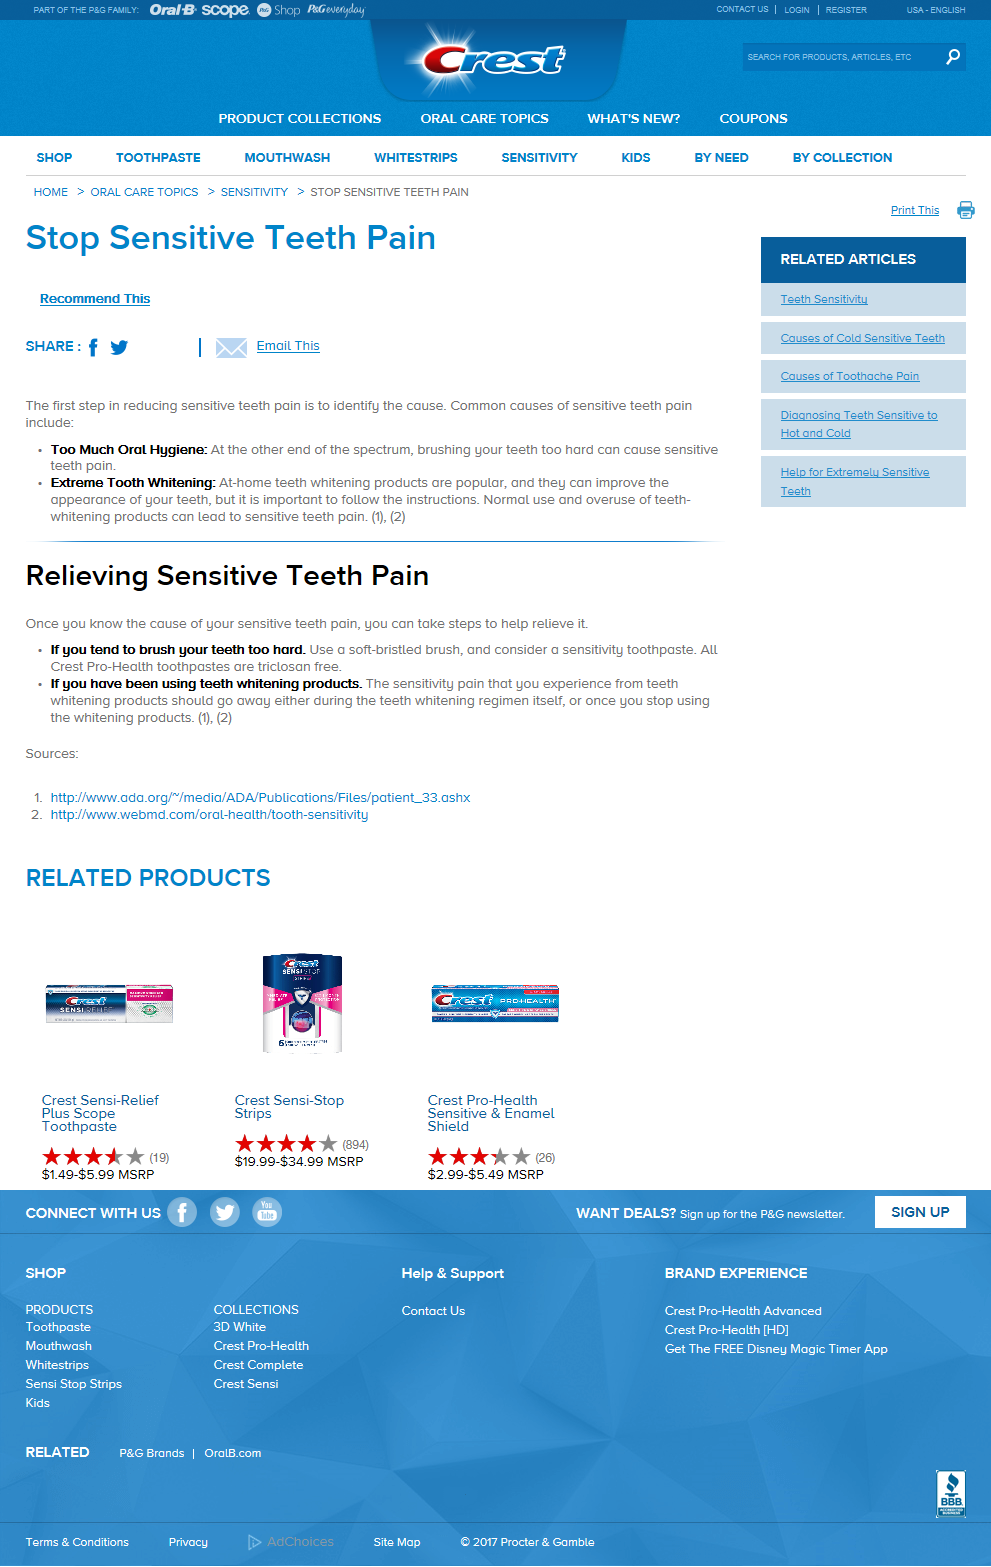 PART OF THE P&G FAMILY: Oral-B scope. P&G Shop P&G everyday
CONTACT US | LOGIN | REGISTER USA - ENGLISH
Crest
SEARCH FOR PRODUCTS, ARTICLES, ETC
PRODUCT COLLECTIONS ORAL CARE TOPICS WHAT'S NEW? COUPONS
SHOP TOOTHPASTE MOUTHWASH WHITESTRIPS SENSITIVITY KIDS BY NEED BY COLLECTION
HOME > ORAL CARE TOPICS > SENSITIVITY > STOP SENSITIVE TEETH PAIN
Print This
Stop Sensitive Teeth Pain
Recommend This
SHARE : | Email This
The first step in reducing sensitive teeth pain is to identify the cause. Common causes of sensitive teeth pain
include:
• Too Much Oral Hygiene: At the other end of the spectrum, brushing your teeth too hard can cause sensitive
teeth pain.
• Extreme Tooth Whitening: At-home teeth whitening products are popular, and they can improve the
appearance of your teeth, but it is important to follow the instructions. Normal use and overuse of teeth-
whitening products can lead to sensitive teeth pain. (1), (2)
RELATED ARTICLES
Teeth Sensitivity
Causes of Cold Sensitive Teeth
Causes of Toothache Pain
Diagnosing Teeth Sensitive to
Hot and Cold
Help for Extremely Sensitive
Teeth
Relieving Sensitive Teeth Pain
Once you know the cause of your sensitive teeth pain, you can take steps to help relieve it.
• If you tend to brush your teeth too hard. Use a soft-bristled brush, and consider a sensitivity toothpaste. All
Crest Pro-Health toothpastes are triclosan free.
• If you have been using teeth whitening products. The sensitivity pain that you experience from teeth
whitening products should go away either during the teeth whitening regimen itself, or once you stop using
the whitening products. (1), (2)
Sources:
1. http://www.ada.org/~/media/ADA/Publications/Files/patient_33.ashx
2. http://www.webmd.com/oral-health/tooth-sensitivity
RELATED PRODUCTS
Crest
SENSI RELIEF
Crest
SENSI STOP
STRIPS
Crest PRO-HEALTH
Crest Sensi-Relief
Plus Scope
Toothpaste
(19)
$1.49-$5.99 MSRP
Crest Sensi-Stop
Strips
(894)
$19.99-$34.99 MSRP
Crest Pro-Health
Sensitive & Enamel
Shield
(26)
$2.99-$5.49 MSRP
CONNECT WITH US You Tube
WANT DEALS? Sign up for the P&G newsletter. SIGN UP
SHOP
PRODUCTS
Toothpaste
Mouthwash
Whitestrips
Sensi Stop Strips
Kids
COLLECTIONS
3D White
Crest Pro-Health
Crest Complete
Crest Sensi
Help & Support
Contact Us
BRAND EXPERIENCE
Crest Pro-Health Advanced
Crest Pro-Health [HD]
Get The FREE Disney Magic Timer App
RELATED P&G Brands | OralB.com
BBB
ACCREDITED
BUSINESS
Terms & Conditions Privacy AdChoices Site Map © 2017 Procter & Gamble